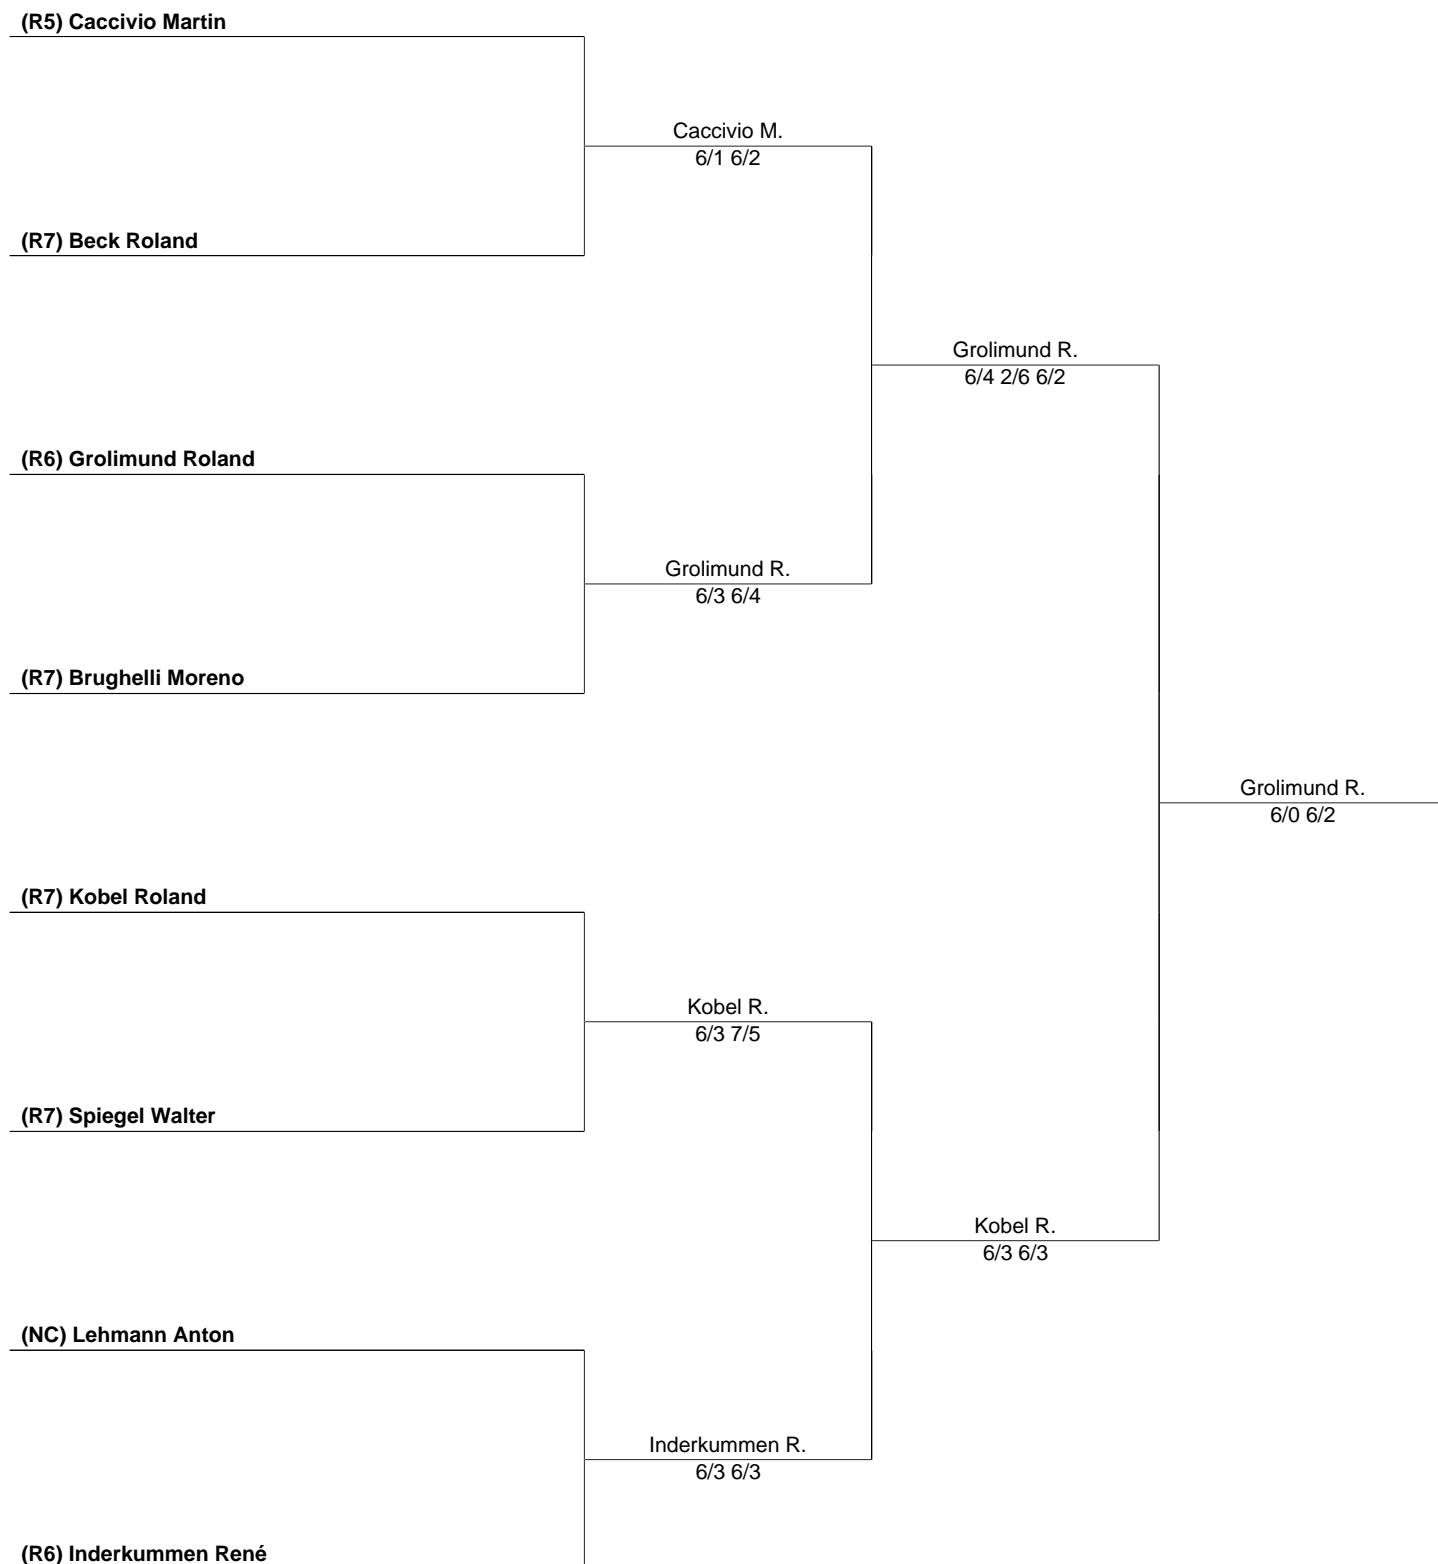 (R5) Caccivio Martin
Caccivio M.
6/1 6/2
(R7) Beck Roland
Grolimund R.
6/4 2/6 6/2
(R6) Grolimund Roland
Grolimund R.
6/3 6/4
(R7) Brughelli Moreno
Grolimund R.
6/0 6/2
(R7) Kobel Roland
Kobel R.
6/3 7/5
(R7) Spiegel Walter
Kobel R.
6/3 6/3
(NC) Lehmann Anton
Inderkummen R.
6/3 6/3
(R6) Inderkummen René